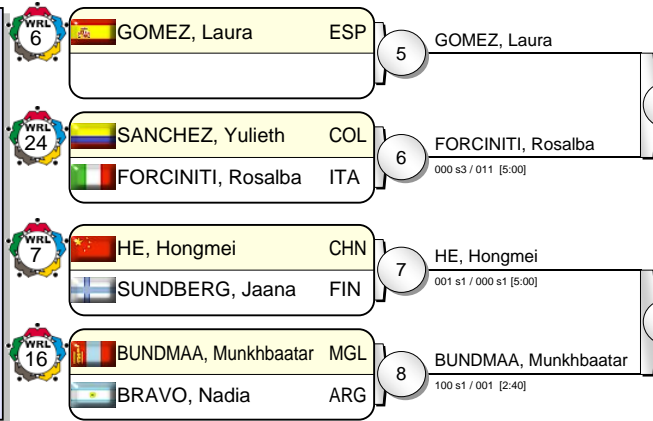 WRL
6
GOMEZ, Laura ESP
5
GOMEZ, Laura
WRL
24
SANCHEZ, Yulieth COL
FORCINITI, Rosalba ITA
6
FORCINITI, Rosalba
000 s3 / 011 [5:00]
WRL
7
HE, Hongmei CHN
SUNDBERG, Jaana FIN
7
HE, Hongmei
001 s1 / 000 s1 [5:00]
WRL
16
BUNDMAA, Munkhbaatar MGL
BRAVO, Nadia ARG
8
BUNDMAA, Munkhbaatar
100 s1 / 001 [2:40]